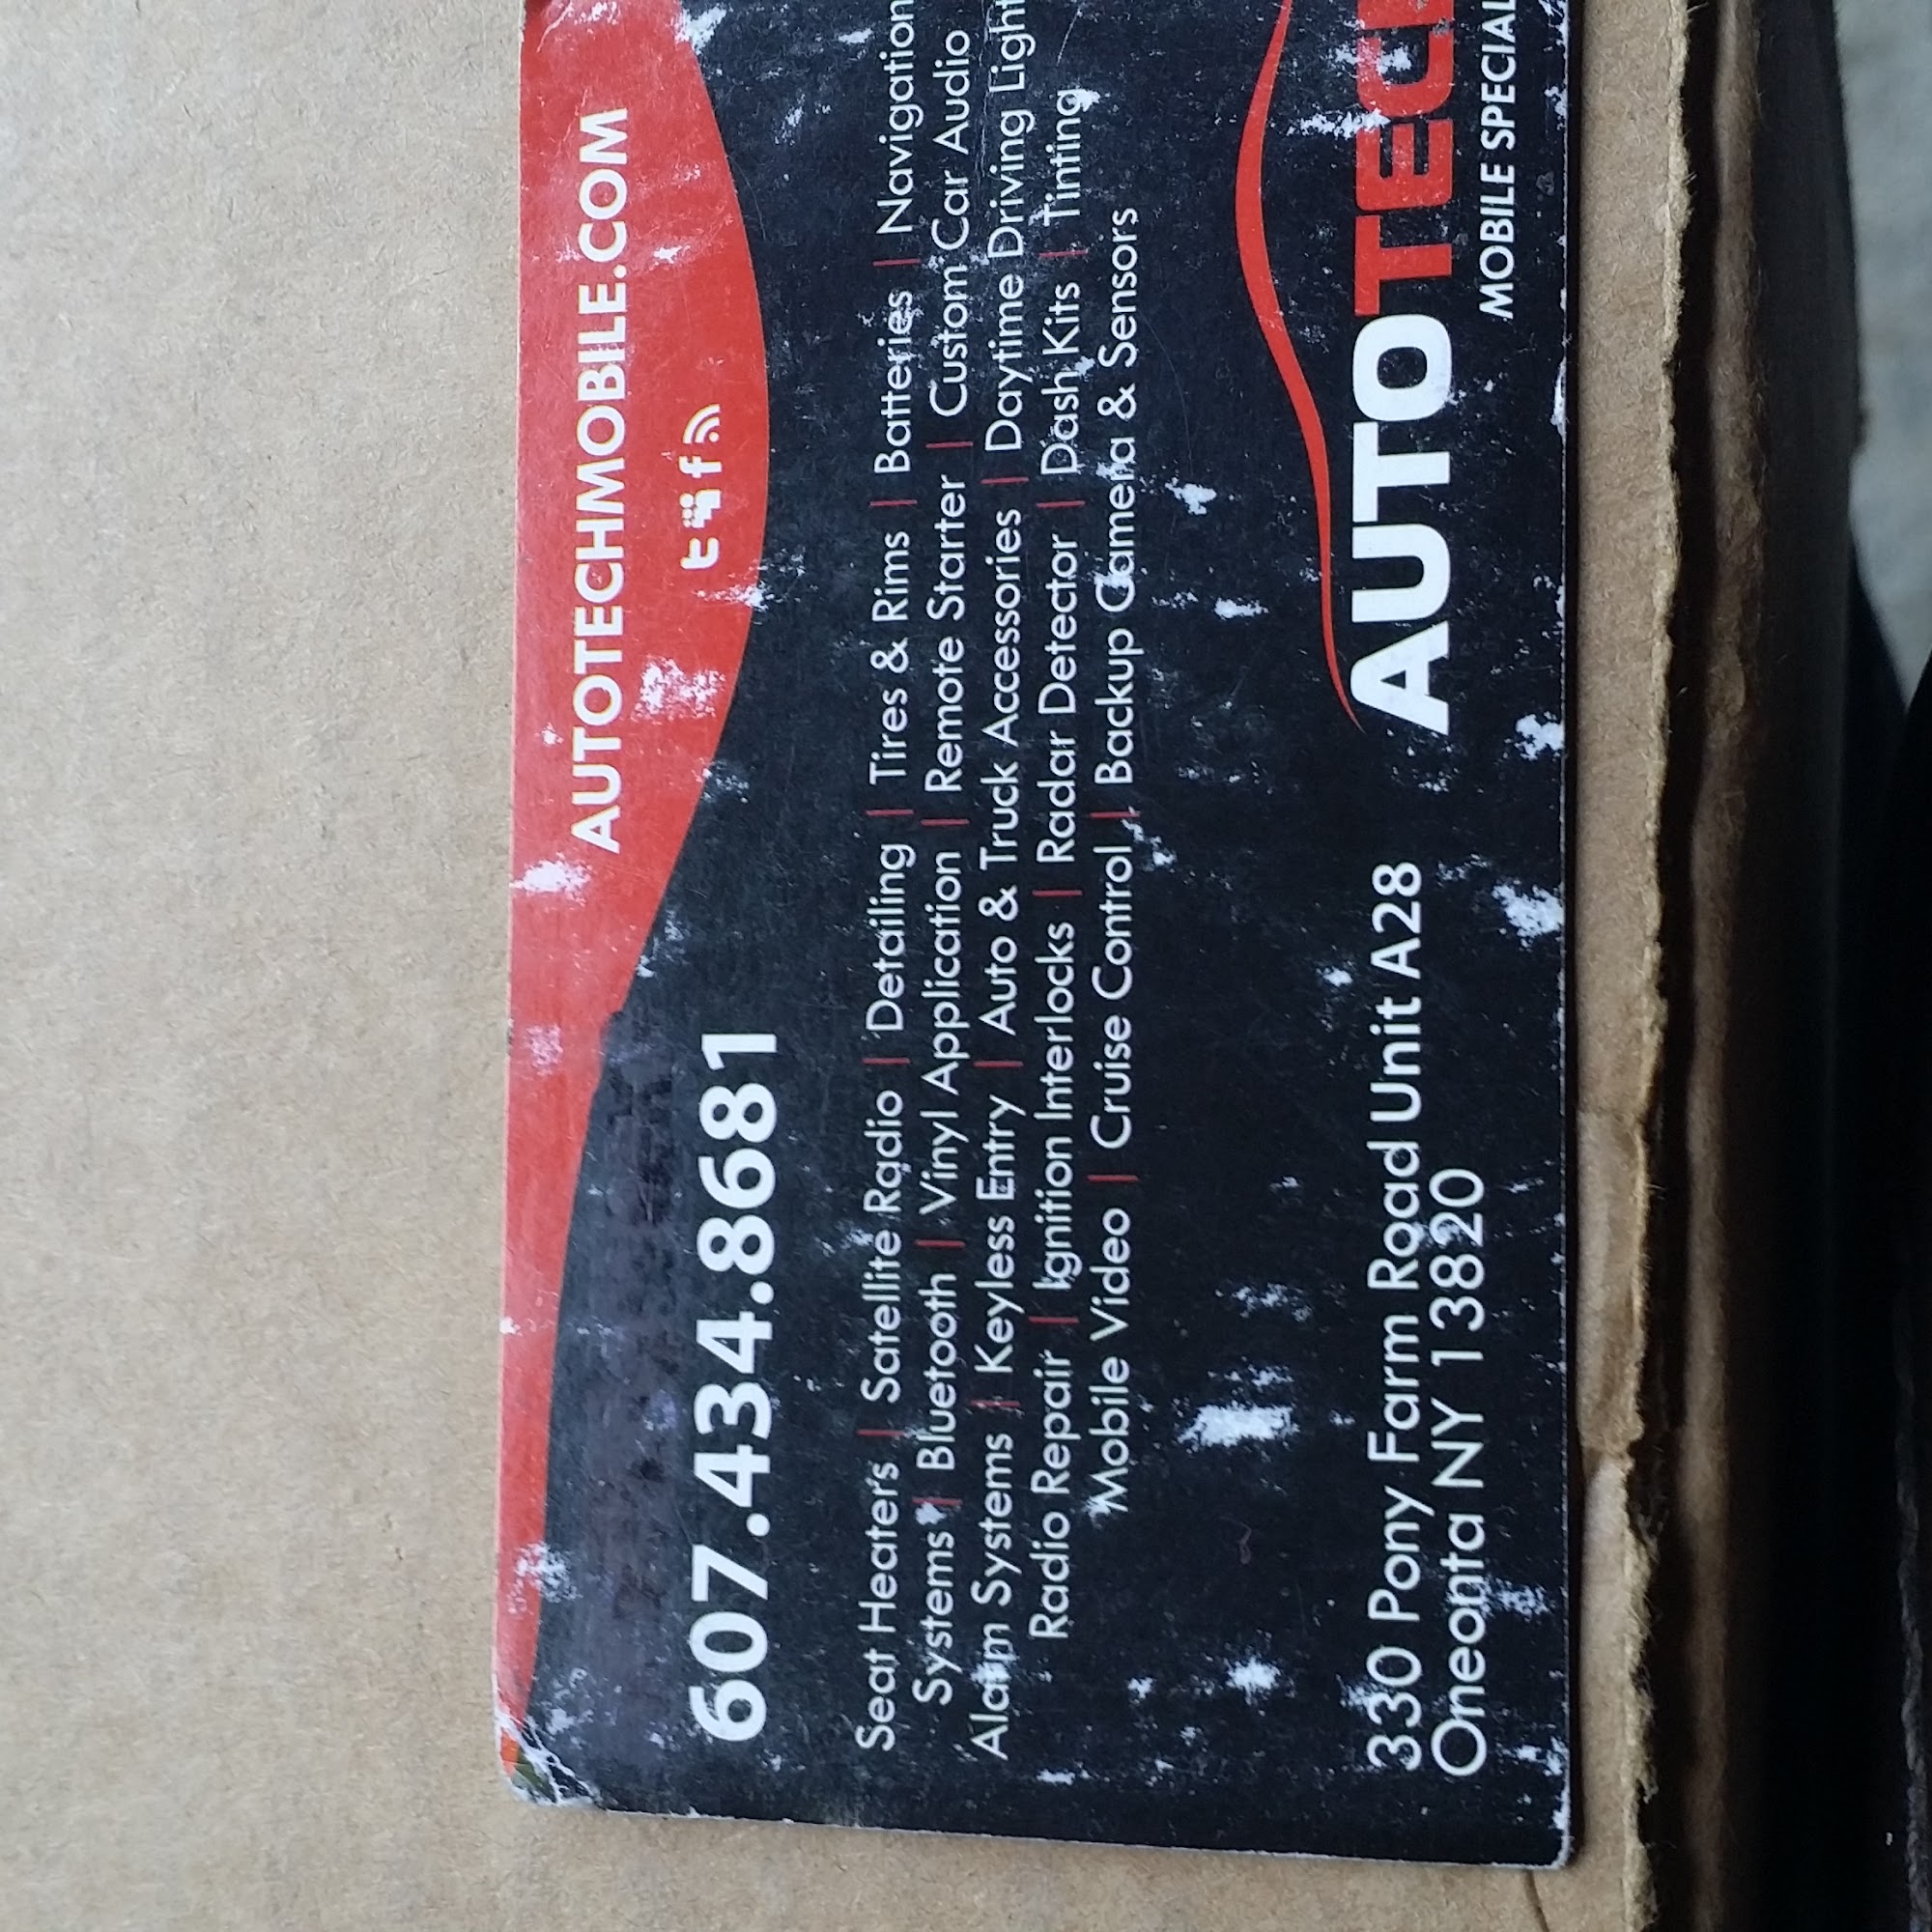 AUTOTECHMOBILE.COM
607.434.8681
Seat Heaters | Satellite Radio | Detailing | Tires & Rims | Batteries | Navigation
Systems | Bluetooth | Vinyl Application | Remote Starter | Custom Car Audio
Alarm Systems | Keyless Entry | Auto & Truck Accessories | Daytime Driving Light
Radio Repair | Ignition Interlocks | Radar Detector | Dash Kits | Tinting
Mobile Video | Cruise Control | Backup Camera & Sensors
330 Pony Farm Road Unit A28
Oneonta NY 13820
AUTOTECH
MOBILE SPECIAL